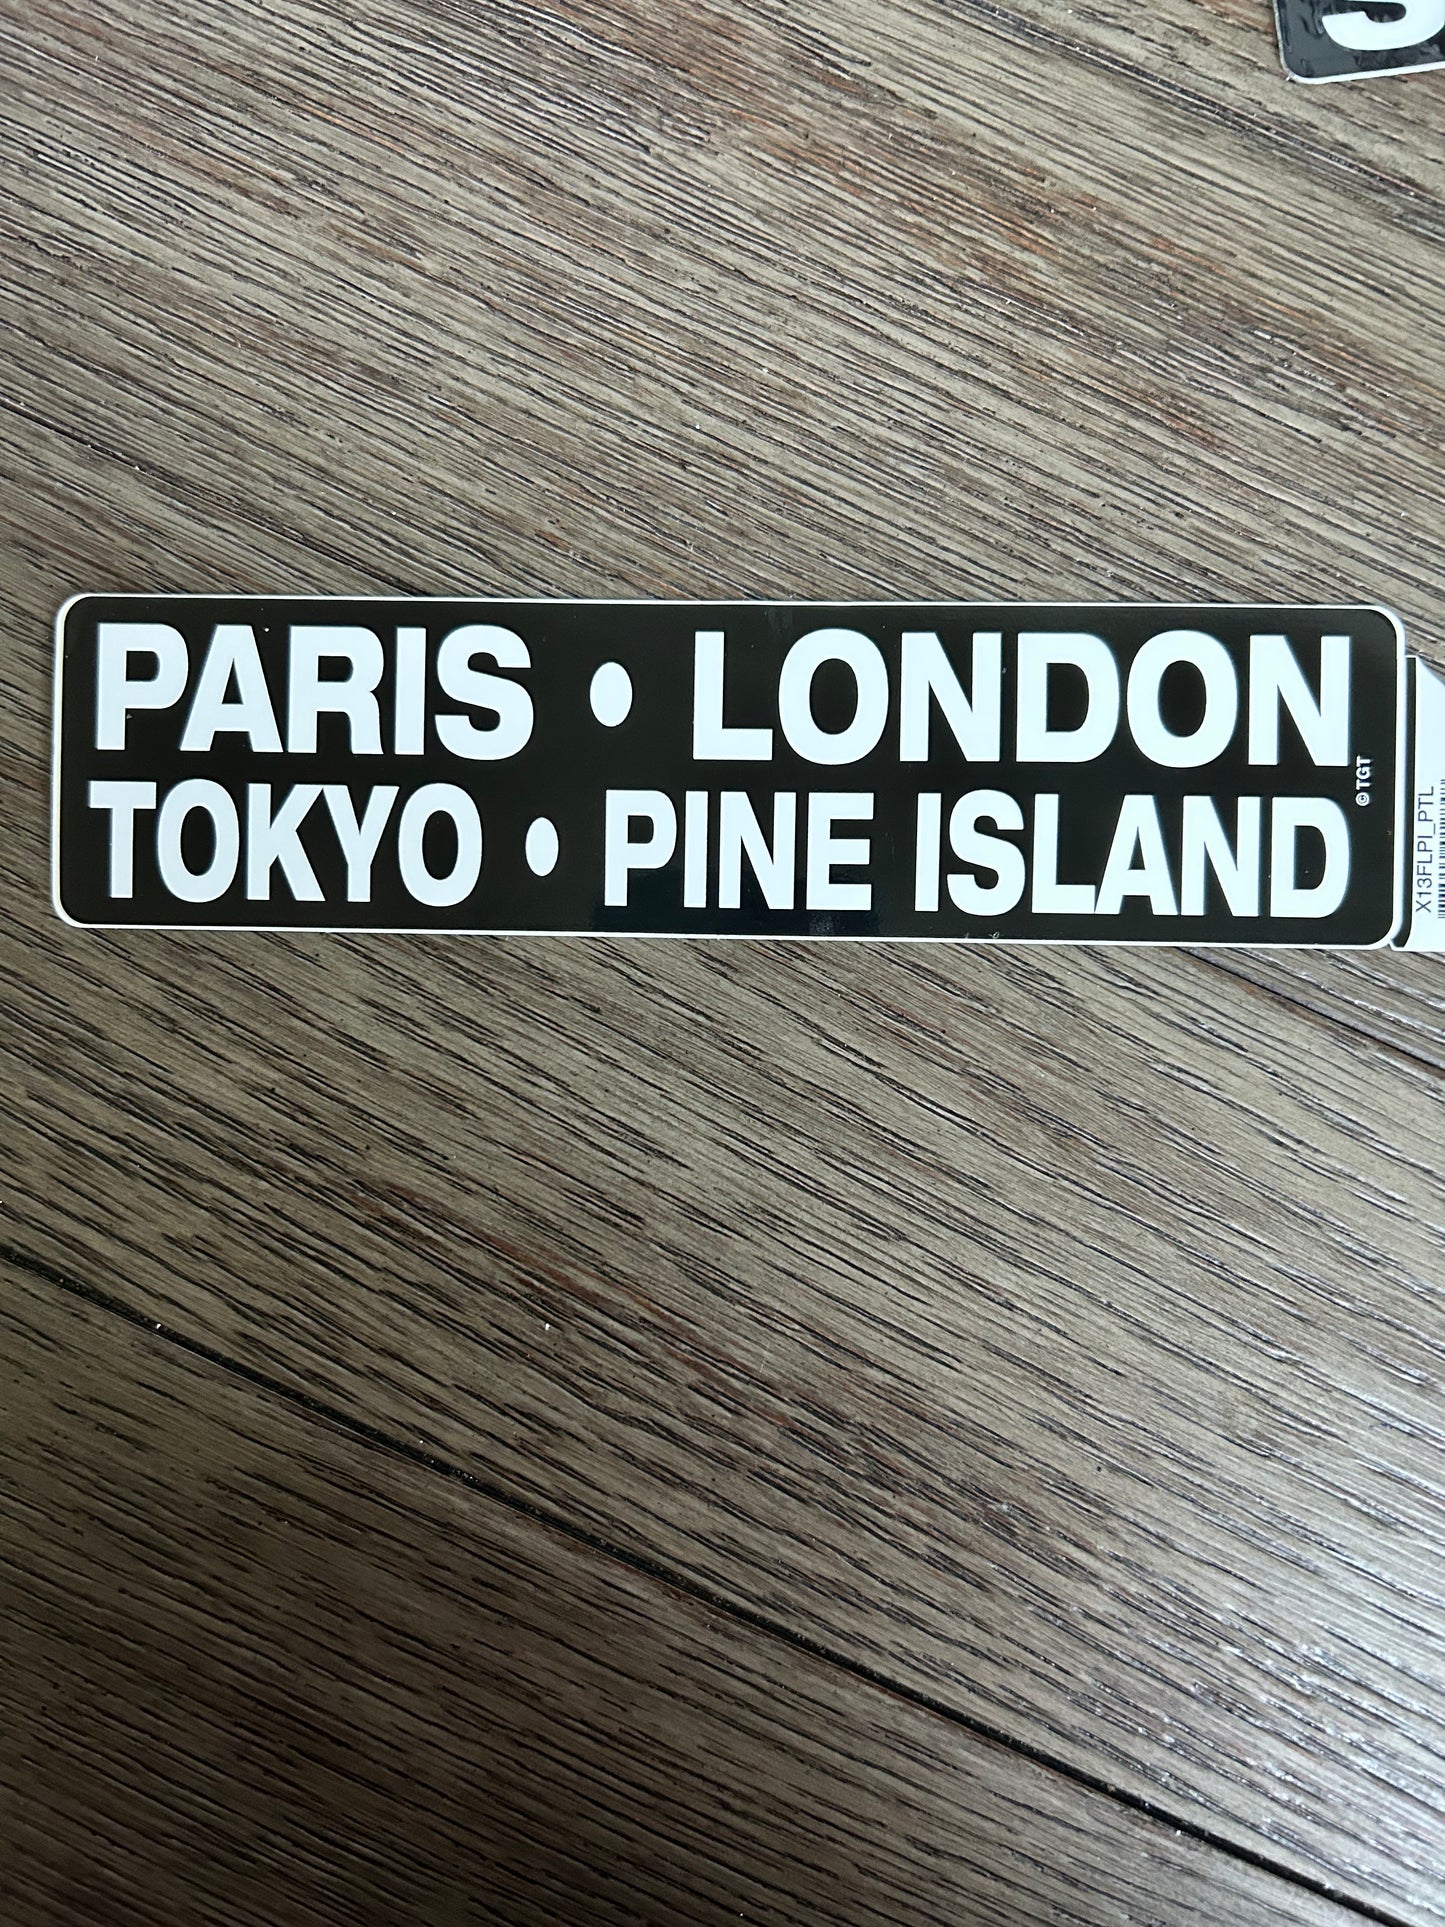 PARIS • LONDON
TOKYO • PINE ISLAND
© TGT
X13FLPI_PTL
S